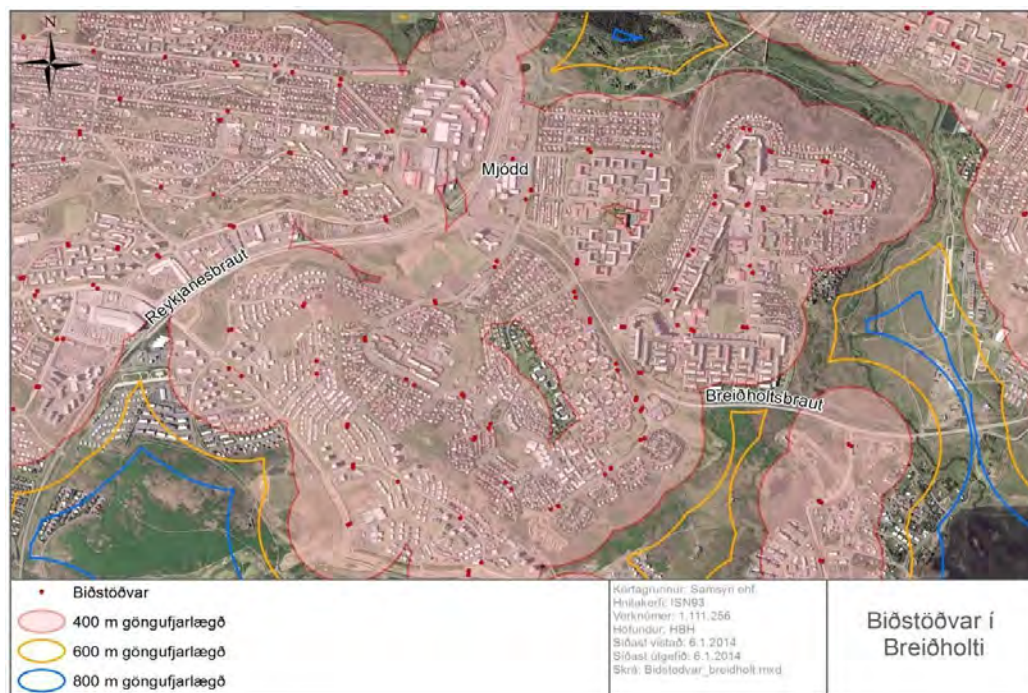 N
Mjódd
Reykjanesbraut
Breiðholtsbraut
Biðstöðvar
400 m göngufjarlægð
600 m göngufjarlægð
800 m göngufjarlægð
Kortagrunnur: Samsýn ehf.
Hnitakerfi: ISN93
Verknúmer: 1.111.256
Höfundur: HBH
Síðast vistað: 6.1.2014
Síðast útgefið: 6.1.2014
Skrá: Bidstodvar_breidholt.mxd
Biðstöðvar í
Breiðholti